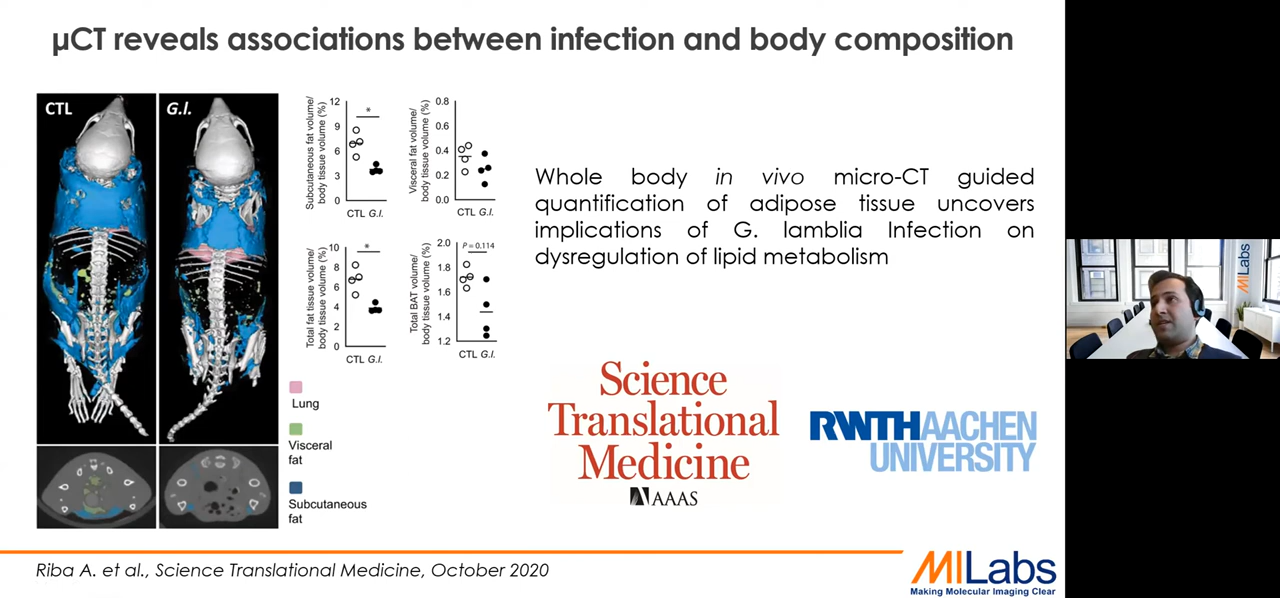 µCT reveals associations between infection and body composition
CTL
G.I.
Subcutaneous fat volume/
body tissue volume (%)
12
9
6
3
0
*
CTL G.I.
Visceral fat volume/
body tissue volume (%)
0.8
0.6
0.4
0.2
0.0
CTL G.I.
Total fat tissue volume/
body tissue volume (%)
10
8
6
4
2
0
*
CTL G.I.
Total BAT volume/
body tissue volume (%)
2.0
1.8
1.6
1.4
1.2
P = 0.114
CTL G.I.
Lung
Visceral
fat
Subcutaneous
fat
Whole body in vivo micro-CT guided
quantification of adipose tissue uncovers
implications of G. lamblia Infection on
dysregulation of lipid metabolism
Science
Translational
Medicine
AAAS
RWTHAACHEN
UNIVERSITY
Riba A. et al., Science Translational Medicine, October 2020
MILabs
Making Molecular Imaging Clear
MILabs